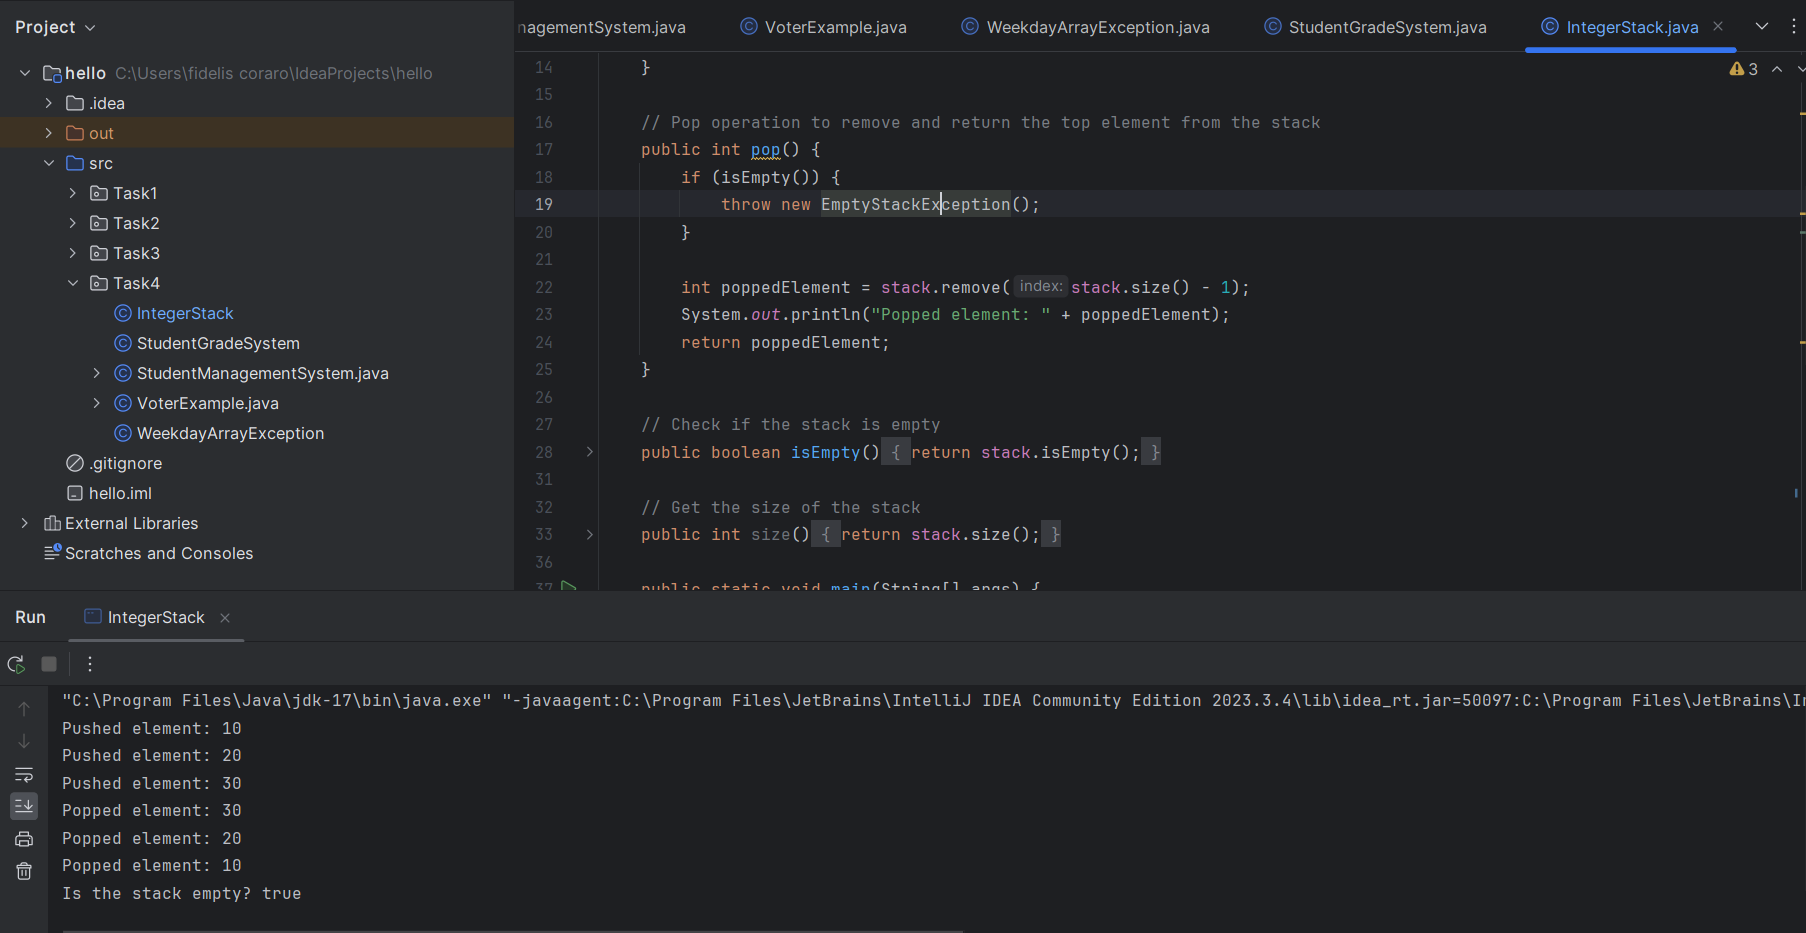 Project
nagementSystem.java
VoterExample.java
WeekdayArrayException.java
StudentGradeSystem.java
IntegerStack.java
hello C:\Users\fidelis coraro\IdeaProjects\hello
.idea
out
src
Task1
Task2
Task3
Task4
IntegerStack
StudentGradeSystem
StudentManagementSystem.java
VoterExample.java
WeekdayArrayException
.gitignore
hello.iml
External Libraries
Scratches and Consoles
3
14 }
15
16 // Pop operation to remove and return the top element from the stack
17 public int pop() {
18 if (isEmpty()) {
19 throw new EmptyStackException();
20 }
21
22 int poppedElement = stack.remove( index: stack.size() - 1);
23 System.out.println("Popped element: " + poppedElement);
24 return poppedElement;
25 }
26
27 // Check if the stack is empty
28 public boolean isEmpty() { return stack.isEmpty(); }
31
32 // Get the size of the stack
33 public int size() { return stack.size(); }
36
37 public static void main(String[] args) {
Run
IntegerStack
"C:\Program Files\Java\jdk-17\bin\java.exe" "-javaagent:C:\Program Files\JetBrains\IntelliJ IDEA Community Edition 2023.3.4\lib\idea_rt.jar=50097:C:\Program Files\JetBrains\In
Pushed element: 10
Pushed element: 20
Pushed element: 30
Popped element: 30
Popped element: 20
Popped element: 10
Is the stack empty? true